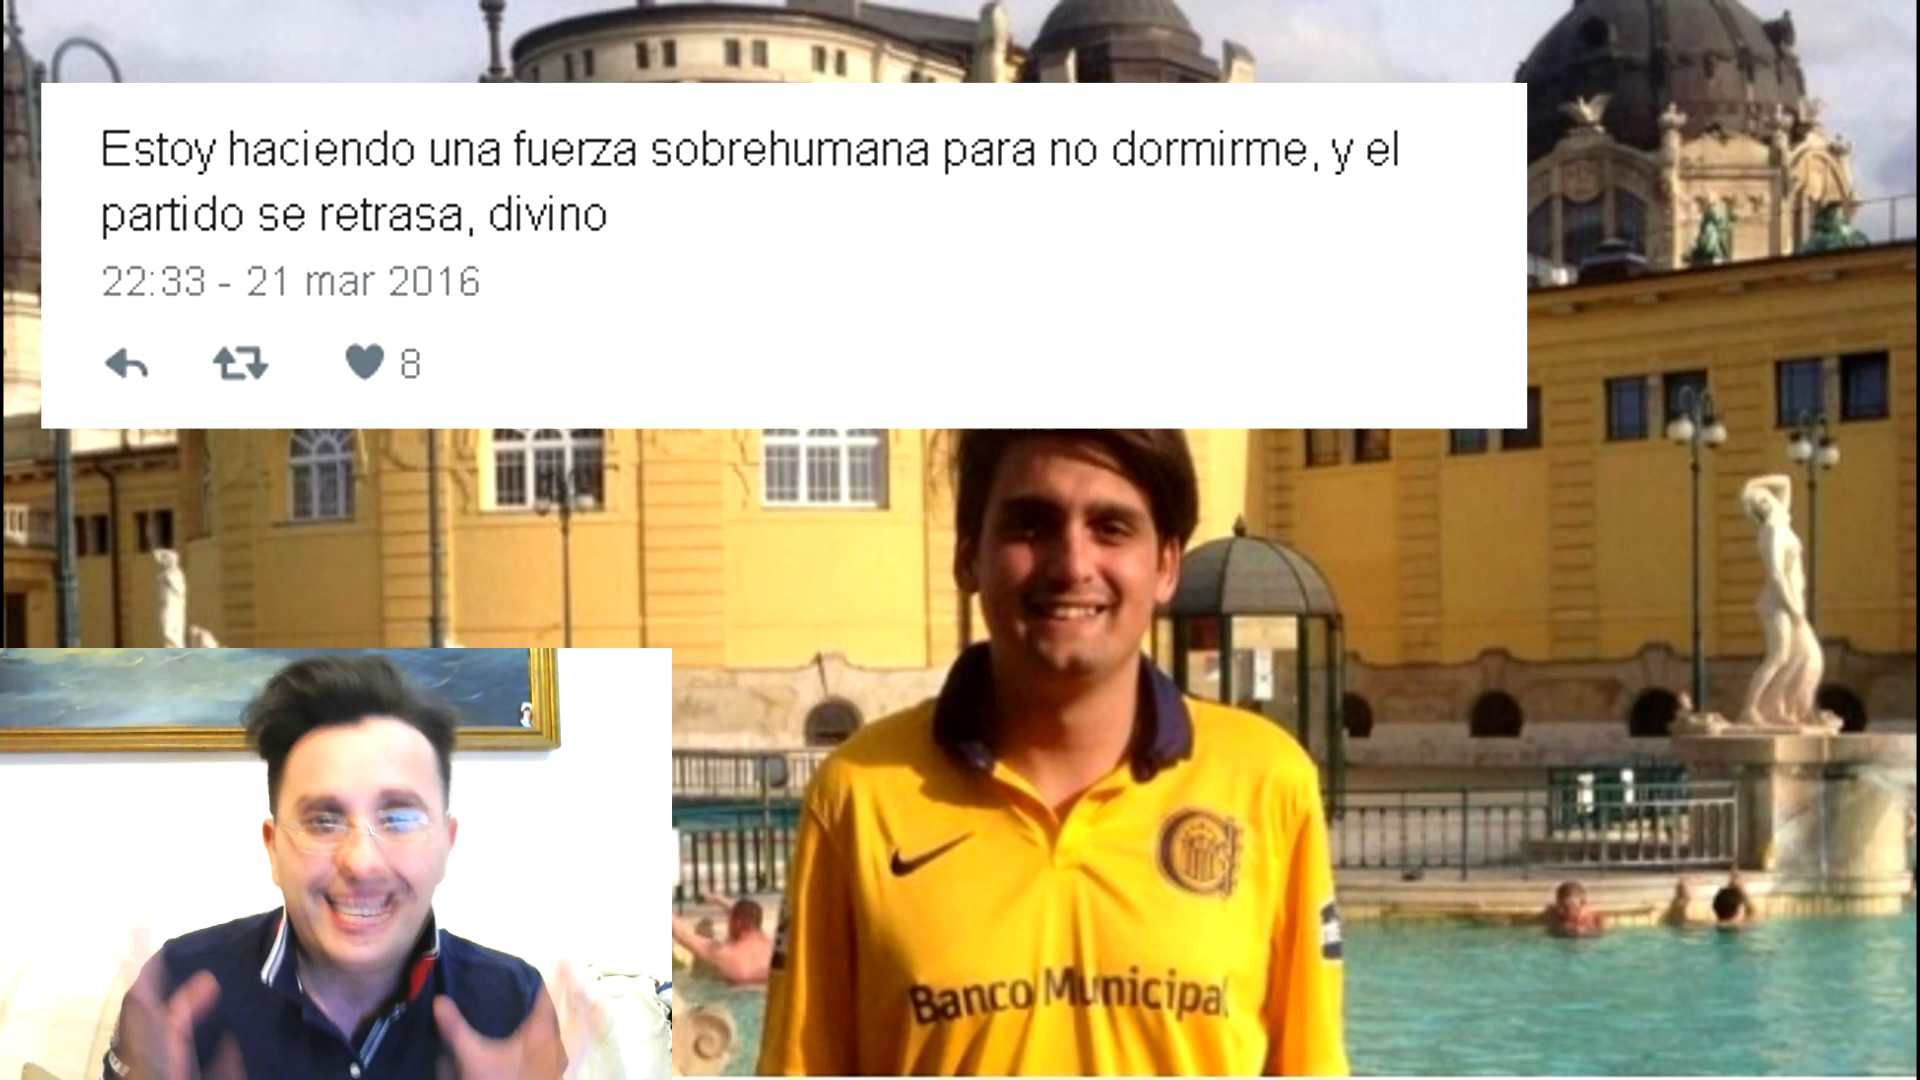 Estoy haciendo una fuerza sobrehumana para no dormirme, y el
partido se retrasa, divino
22:33 - 21 mar 2016
8
Banco Municipal